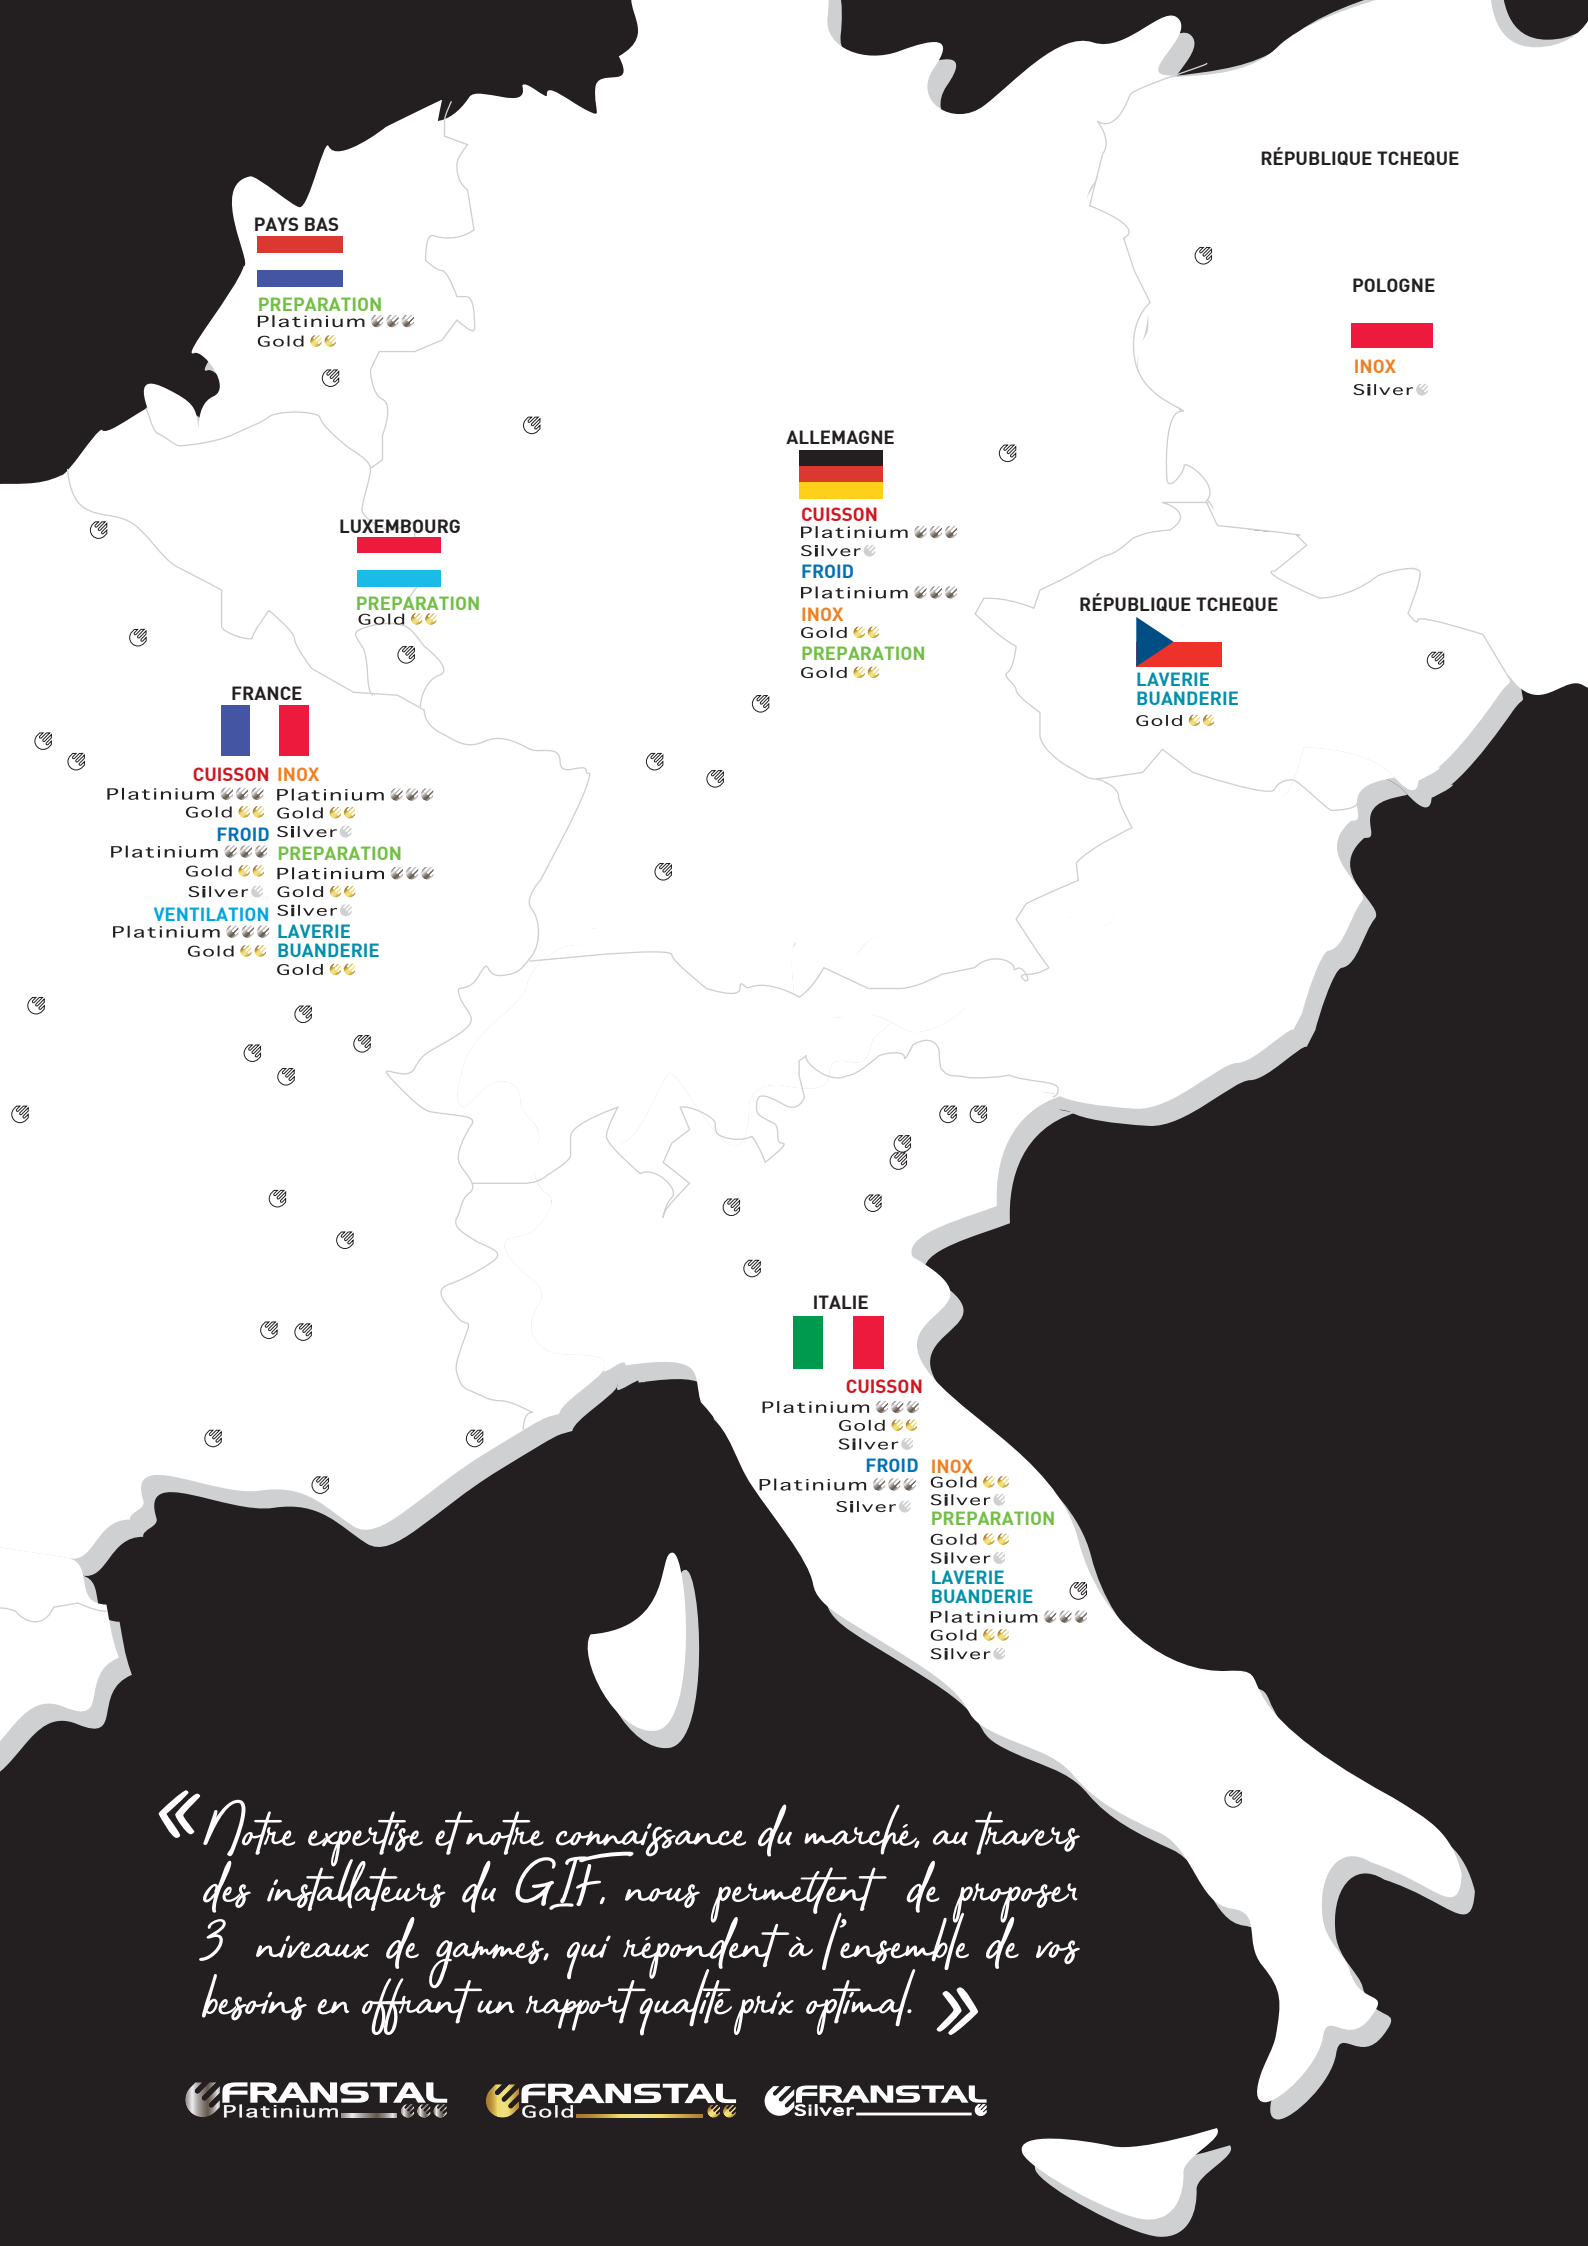 RÉPUBLIQUE TCHEQUE
PAYS BAS
PREPARATION
Platinium
Gold
POLOGNE
INOX
Silver
ALLEMAGNE
CUISSON
Platinium
Silver
FROID
Platinium
INOX
Gold
PREPARATION
Gold
LUXEMBOURG
PREPARATION
Gold
RÉPUBLIQUE TCHEQUE
LAVERIE
BUANDERIE
Gold
FRANCE
CUISSON
Platinium
Gold
FROID
Platinium
Gold
Silver
VENTILATION
Platinium
Gold
INOX
Platinium
Gold
Silver
PREPARATION
Platinium
Gold
Silver
LAVERIE
BUANDERIE
Gold
ITALIE
CUISSON
Platinium
Gold
Silver
FROID
Platinium
Silver
INOX
Gold
Silver
PREPARATION
Gold
Silver
LAVERIE
BUANDERIE
Platinium
Gold
Silver
« Notre expertise et notre connaissance du marché, au travers
des installateurs du GIF, nous permettent de proposer
3 niveaux de gammes, qui répondent à l'ensemble de vos
besoins en offrant un rapport qualité prix optimal. »
FRANSTAL
Platinium
FRANSTAL
Gold
FRANSTAL
Silver